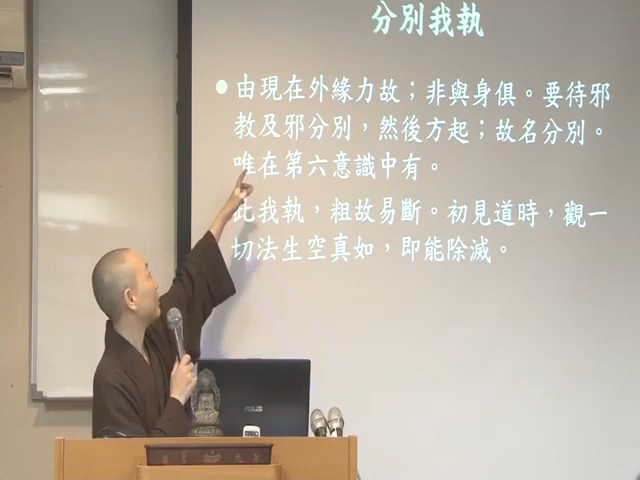 分別我執
由現在外緣力故；非與身俱。要待邪
教及邪分別，然後方起；故名分別。
唯在第六意識中有。
此我執，粗故易斷。初見道時，觀一
切法生空真如，即能除滅。
ASUS